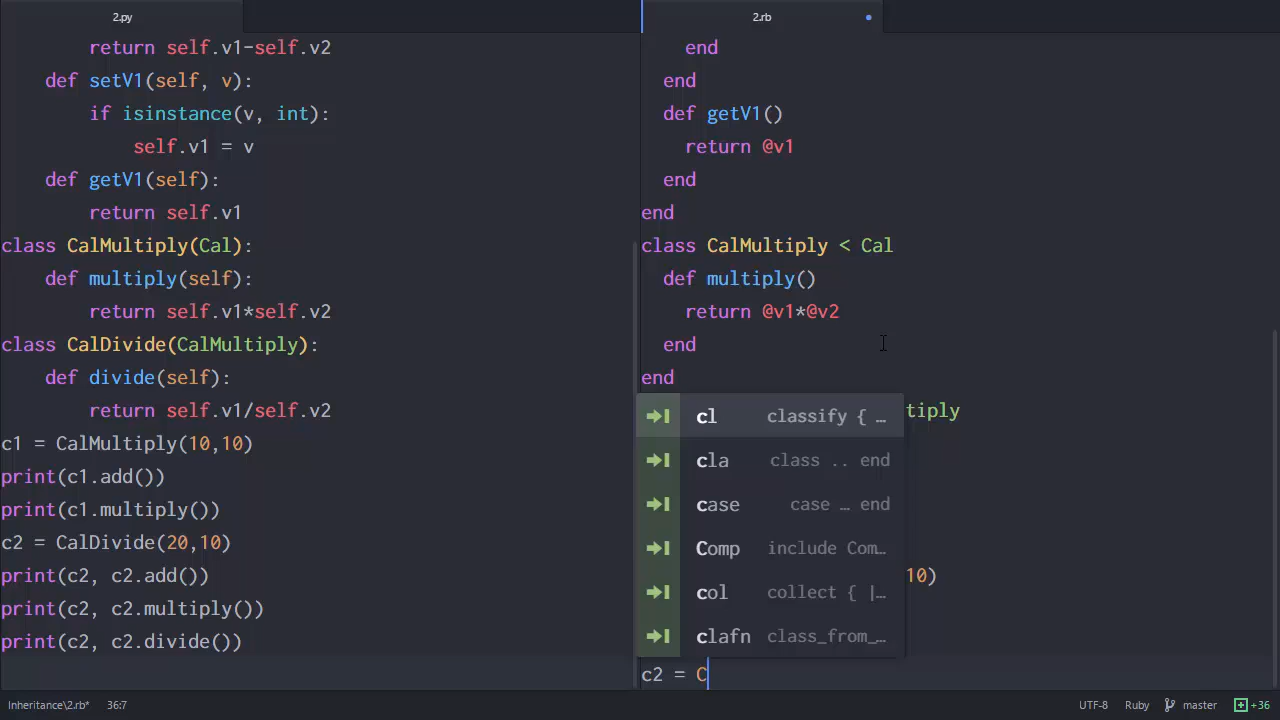 2.py
return self.v1-self.v2
def setV1(self, v):
if isinstance(v, int):
self.v1 = v
def getV1(self):
return self.v1
class CalMultiply(Cal):
def multiply(self):
return self.v1*self.v2
class CalDivide(CalMultiply):
def divide(self):
return self.v1/self.v2
c1 = CalMultiply(10,10)
print(c1.add())
print(c1.multiply())
c2 = CalDivide(20,10)
print(c2, c2.add())
print(c2, c2.multiply())
print(c2, c2.divide())
2.rb
end
end
def getV1()
return @v1
end
end
class CalMultiply < Cal
def multiply()
return @v1*@v2
end
end
tiply
10)
cl classify { …
cla class .. end
case case … end
Comp include Com…
col collect { |…
clafn class_from_…
c2 = C
Inheritance\2.rb* 36:7
UTF-8 Ruby master +36